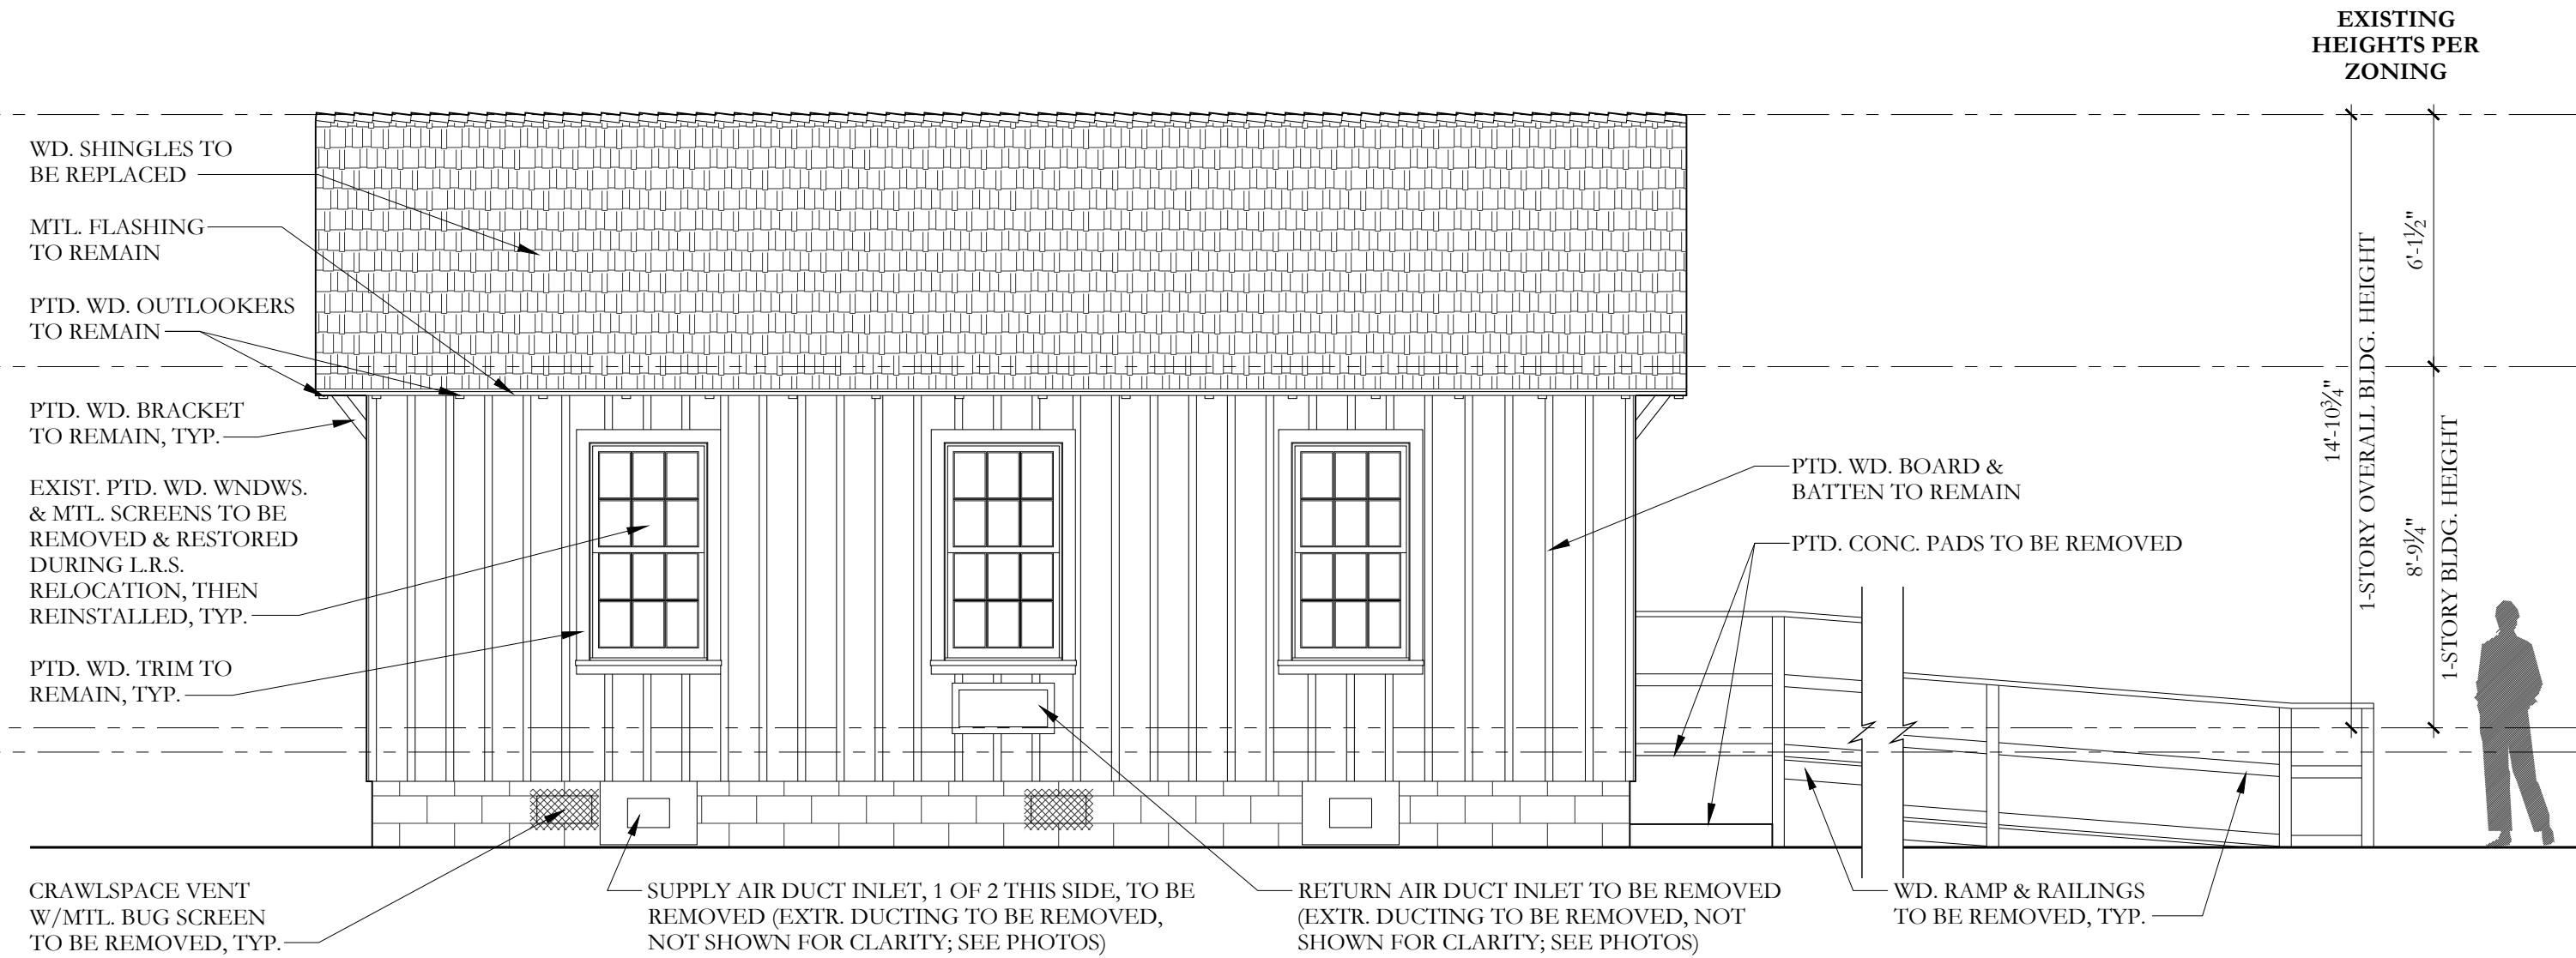 EXISTING
HEIGHTS PER
ZONING
WD. SHINGLES TO
BE REPLACED
MTL. FLASHING
TO REMAIN
PTD. WD. OUTLOOKERS
TO REMAIN
PTD. WD. BRACKET
TO REMAIN, TYP.
EXIST. PTD. WD. WNDWS.
& MTL. SCREENS TO BE
REMOVED & RESTORED
DURING L.R.S.
RELOCATION, THEN
REINSTALLED, TYP.
PTD. WD. TRIM TO
REMAIN, TYP.
CRAWLSPACE VENT
W/MTL. BUG SCREEN
TO BE REMOVED, TYP.
SUPPLY AIR DUCT INLET, 1 OF 2 THIS SIDE, TO BE
REMOVED (EXTR. DUCTING TO BE REMOVED,
NOT SHOWN FOR CLARITY; SEE PHOTOS)
RETURN AIR DUCT INLET TO BE REMOVED
(EXTR. DUCTING TO BE REMOVED, NOT
SHOWN FOR CLARITY; SEE PHOTOS)
WD. RAMP & RAILINGS
TO BE REMOVED, TYP.
PTD. WD. BOARD &
BATTEN TO REMAIN
PTD. CONC. PADS TO BE REMOVED
14'-10¾"
1-STORY OVERALL BLDG. HEIGHT
6'-1½"
8'-9¼"
1-STORY BLDG. HEIGHT